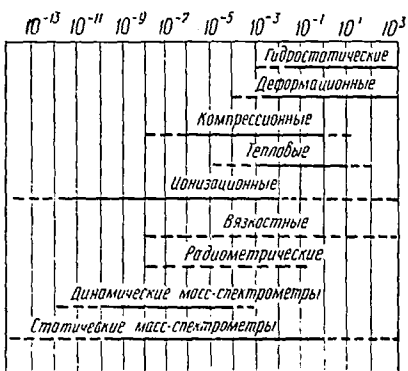 10⁻¹³ 10⁻¹¹ 10⁻⁹ 10⁻⁷ 10⁻⁵ 10⁻³ 10⁻¹ 10¹ 10³
Гидростатические
Деформационные
Компрессионные
Тепловые
Ионизационные
Вязкостные
Радиометрические
Динамические масс-спектрометры
Статические масс-спектрометры